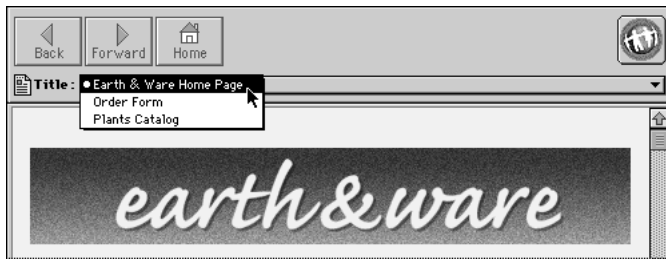 Back Forward Home
Title: Earth & Ware Home Page
Order Form
Plants Catalog
earth&ware